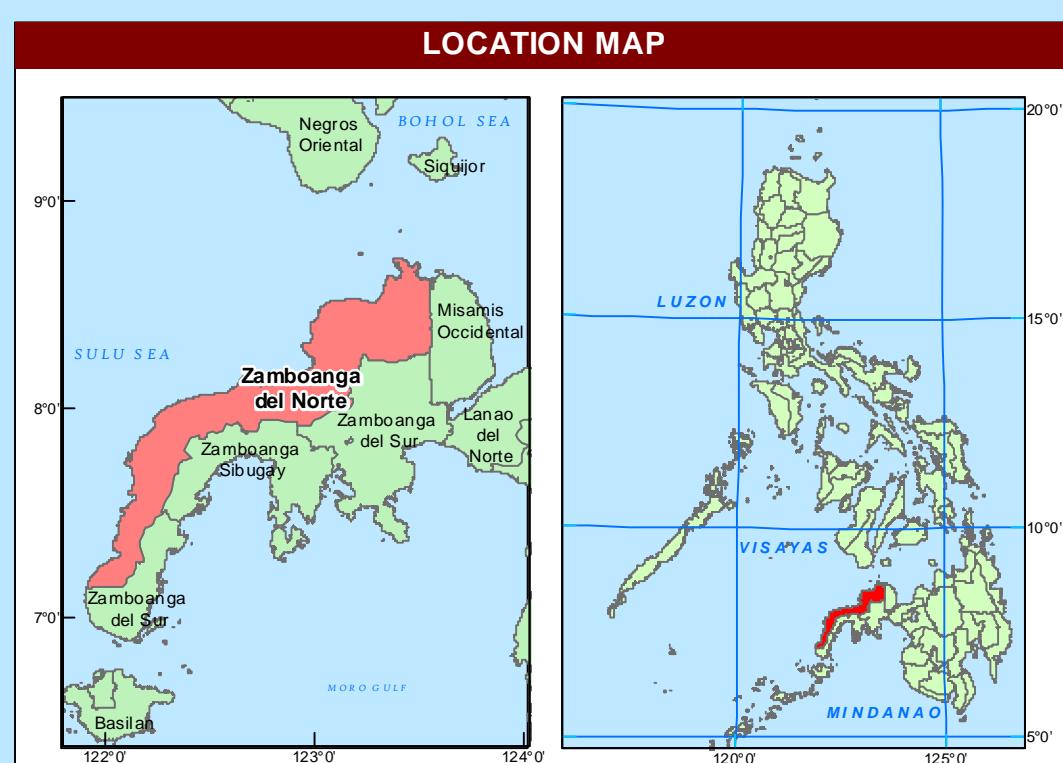 LOCATION MAP
Negros
Oriental
BOHOL SEA
Siquijor
9°0'
Misamis
Occidental
SULU SEA
Zamboanga
del Norte
8°0'
Zamboanga
del Sur
Lanao
del
Norte
Zamboanga
Sibugay
Zamboanga
del Sur
7°0'
MORO GULF
Basilan
122°0'
123°0'
124°0'
20°0'
LUZON
15°0'
10°0'
VISAYAS
MINDANAO
5°0'
120°0'
125°0'